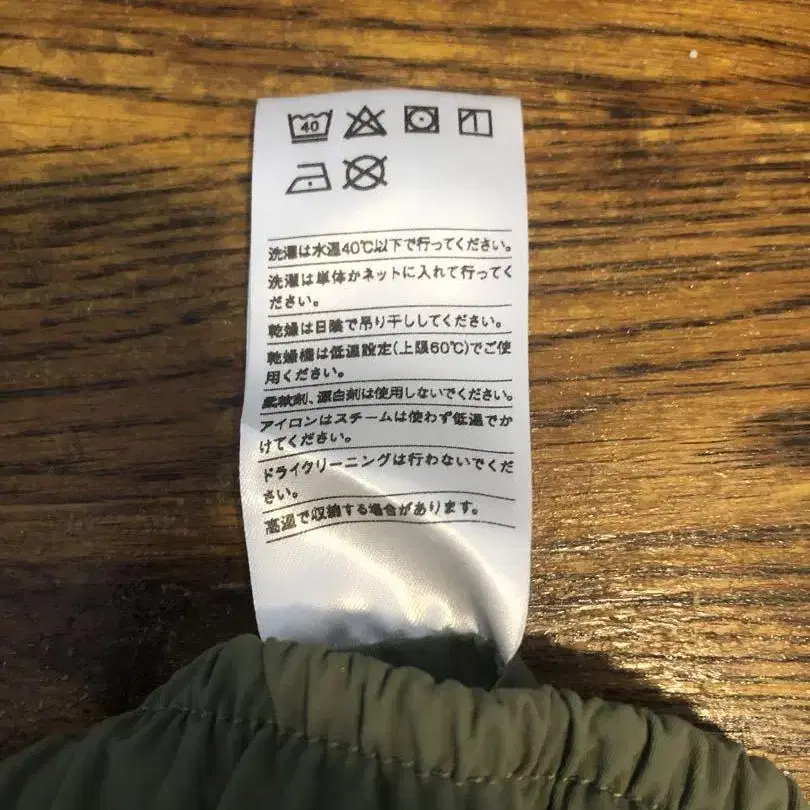 40
洗濯は水温40℃以下で行ってください。
洗濯は単体かネットに入れて行ってく
ださい。
乾燥は日陰で吊り干ししてください。
乾燥機は低温設定(上限60℃)でご使
用ください。
柔軟剤、漂白剤は使用しないでください。
アイロンはスチームは使わず低温でか
けてください。
ドライクリーニングは行わないでくだ
さい。
高温で収縮する場合があります。